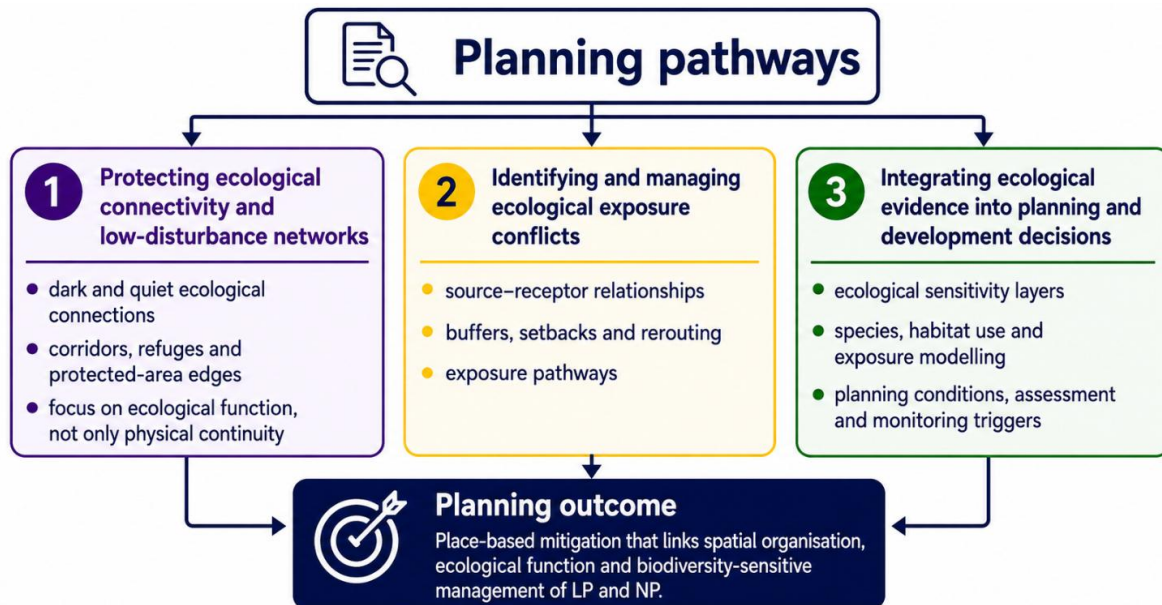 Planning pathways
1
Protecting ecological
connectivity and
low-disturbance networks
dark and quiet ecological
connections
corridors, refuges and
protected-area edges
focus on ecological function,
not only physical continuity
2
Identifying and managing
ecological exposure
conflicts
source–receptor relationships
buffers, setbacks and rerouting
exposure pathways
3
Integrating ecological
evidence into planning and
development decisions
ecological sensitivity layers
species, habitat use and
exposure modelling
planning conditions, assessment
and monitoring triggers
Planning outcome
Place-based mitigation that links spatial organisation,
ecological function and biodiversity-sensitive
management of LP and NP.